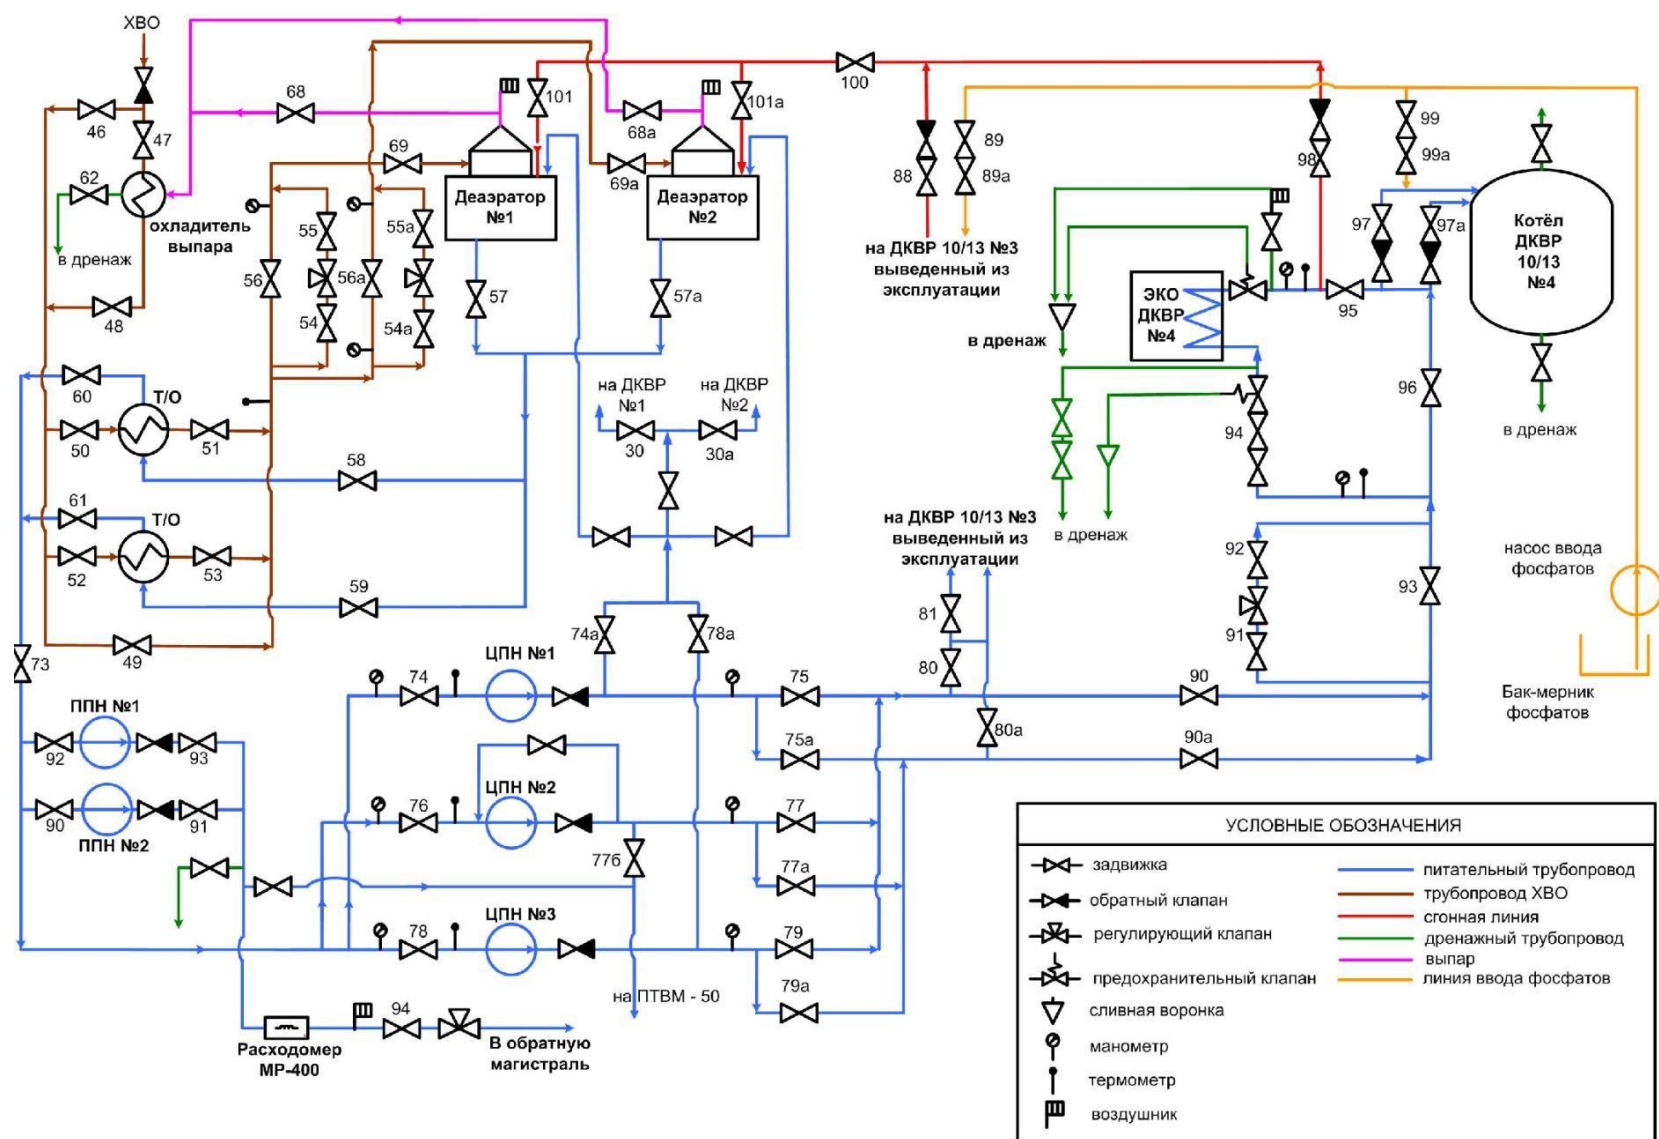 ХВО
46
47
62
охладитель
выпара
в дренаж
48
68
68а
69
69а
101
101а
100
Деаэратор
№1
Деаэратор
№2
55
55а
56
56а
54
54а
57
57а
88
89
89а
на ДКВР 10/13 №3
выведенный из
эксплуатации
98
99
99а
97
97а
95
96
Котёл
ДКВР
10/13
№4
ЭКО
ДКВР
№4
в дренаж
в дренаж
94
60
Т/О
50
51
58
61
Т/О
52
53
59
49
73
на ДКВР
№1
на ДКВР
№2
30
30а
на ДКВР 10/13 №3
выведенный из
эксплуатации
в дренаж
92
93
91
насос ввода
фосфатов
Бак-мерник
фосфатов
74а
78а
81
80
80а
90
90а
ППН №1
92
93
90
91
ППН №2
ЦПН №1
74
75
75а
ЦПН №2
76
77
77а
77б
ЦПН №3
78
79
79а
на ПТВМ - 50
94
Расходомер
МР-400
В обратную
магистраль
УСЛОВНЫЕ ОБОЗНАЧЕНИЯ
задвижка
обратный клапан
регулирующий клапан
предохранительный клапан
сливная воронка
манометр
термометр
воздушник
питательный трубопровод
трубопровод ХВО
сгонная линия
дренажный трубопровод
выпар
линия ввода фосфатов